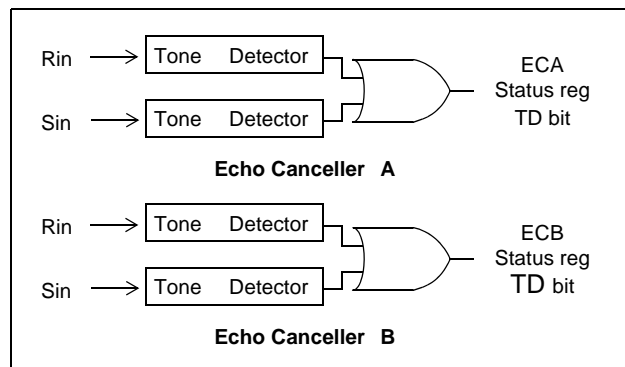 Rin
Tone Detector
ECA
Status reg
TD bit
Sin
Tone Detector
Echo Canceller A
Rin
Tone Detector
ECB
Status reg
TD bit
Sin
Tone Detector
Echo Canceller B